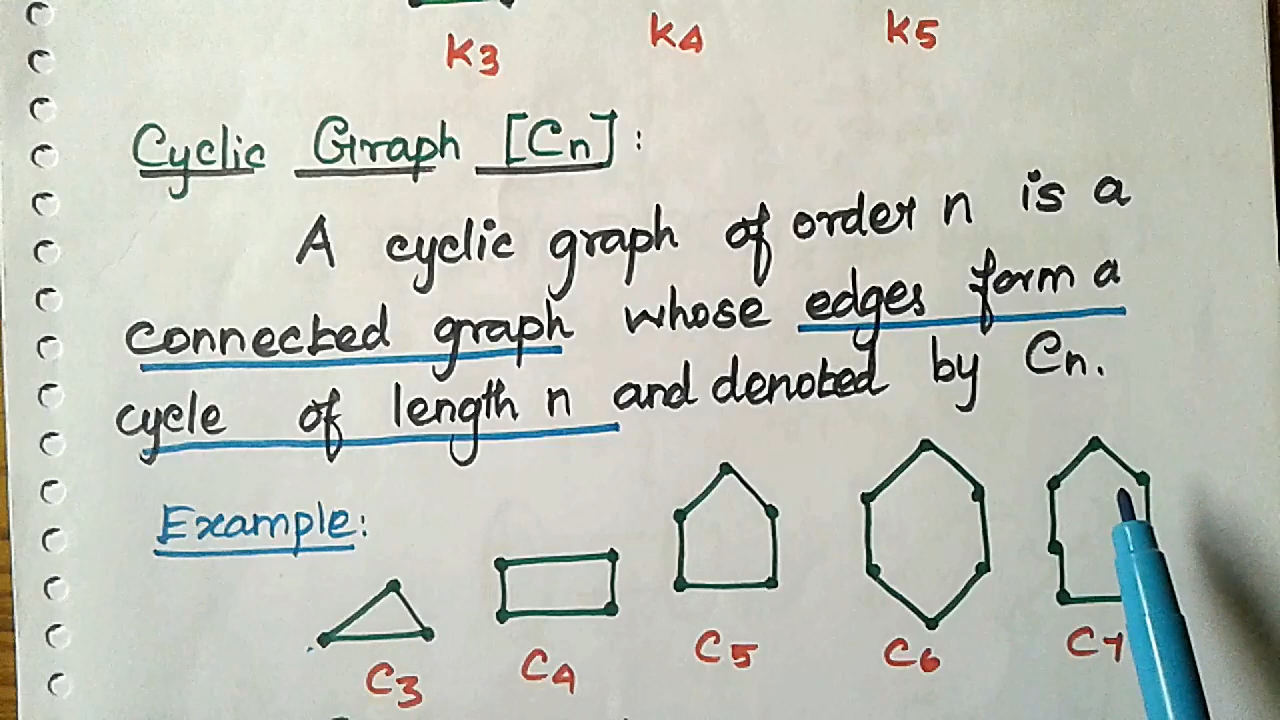 K3 K4 K5
Cyclic Graph [Cn]:
A cyclic graph of order n is a
connected graph whose edges form a
cycle of length n and denoted by Cn.
Example:
C3 C4 C5 C6 C7